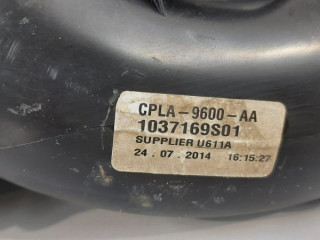 CPLA-9600-AA
1037169S01
SUPPLIER U611A
24 . 07 . 2014 16:15:27